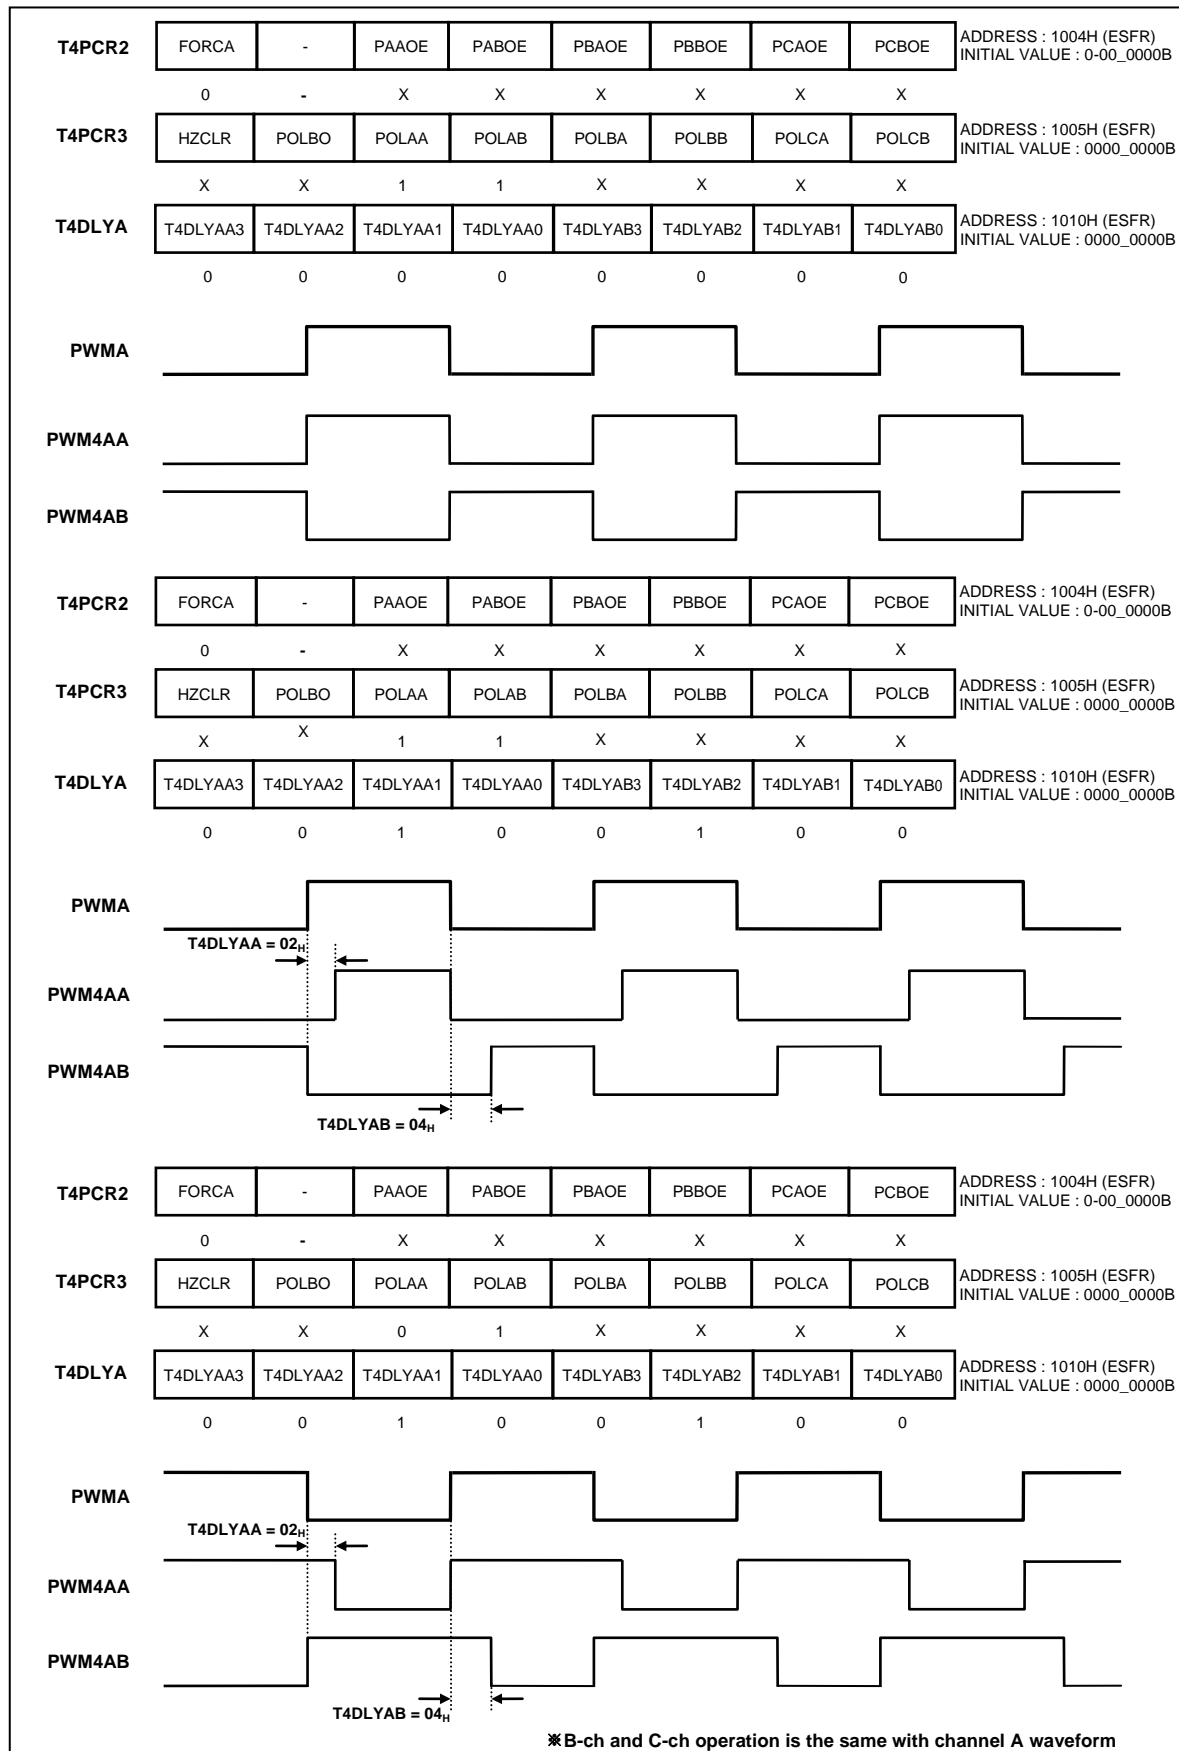 T4PCR2 FORCA - PAAOE PABOE PBAOE PBBOE PCAOE PCBOE ADDRESS : 1004H (ESFR)
INITIAL VALUE : 0-00_0000B
0 - X X X X X X
T4PCR3 HZCLR POLBO POLAA POLAB POLBA POLBB POLCA POLCB ADDRESS : 1005H (ESFR)
INITIAL VALUE : 0000_0000B
X X 1 1 X X X X
T4DLYA T4DLYAA3 T4DLYAA2 T4DLYAA1 T4DLYAA0 T4DLYAB3 T4DLYAB2 T4DLYAB1 T4DLYAB0 ADDRESS : 1010H (ESFR)
INITIAL VALUE : 0000_0000B
0 0 0 0 0 0 0 0
PWMA
PWM4AA
PWM4AB
T4PCR2 FORCA - PAAOE PABOE PBAOE PBBOE PCAOE PCBOE ADDRESS : 1004H (ESFR)
INITIAL VALUE : 0-00_0000B
0 - X X X X X X
T4PCR3 HZCLR POLBO POLAA POLAB POLBA POLBB POLCA POLCB ADDRESS : 1005H (ESFR)
INITIAL VALUE : 0000_0000B
X X 1 1 X X X X
T4DLYA T4DLYAA3 T4DLYAA2 T4DLYAA1 T4DLYAA0 T4DLYAB3 T4DLYAB2 T4DLYAB1 T4DLYAB0 ADDRESS : 1010H (ESFR)
INITIAL VALUE : 0000_0000B
0 0 1 0 0 1 0 0
PWMA
T4DLYAA = 02H
PWM4AA
PWM4AB
T4DLYAB = 04H
T4PCR2 FORCA - PAAOE PABOE PBAOE PBBOE PCAOE PCBOE ADDRESS : 1004H (ESFR)
INITIAL VALUE : 0-00_0000B
0 - X X X X X X
T4PCR3 HZCLR POLBO POLAA POLAB POLBA POLBB POLCA POLCB ADDRESS : 1005H (ESFR)
INITIAL VALUE : 0000_0000B
X X 0 1 X X X X
T4DLYA T4DLYAA3 T4DLYAA2 T4DLYAA1 T4DLYAA0 T4DLYAB3 T4DLYAB2 T4DLYAB1 T4DLYAB0 ADDRESS : 1010H (ESFR)
INITIAL VALUE : 0000_0000B
0 0 1 0 0 1 0 0
PWMA
T4DLYAA = 02H
PWM4AA
PWM4AB
T4DLYAB = 04H
※B-ch and C-ch operation is the same with channel A waveform